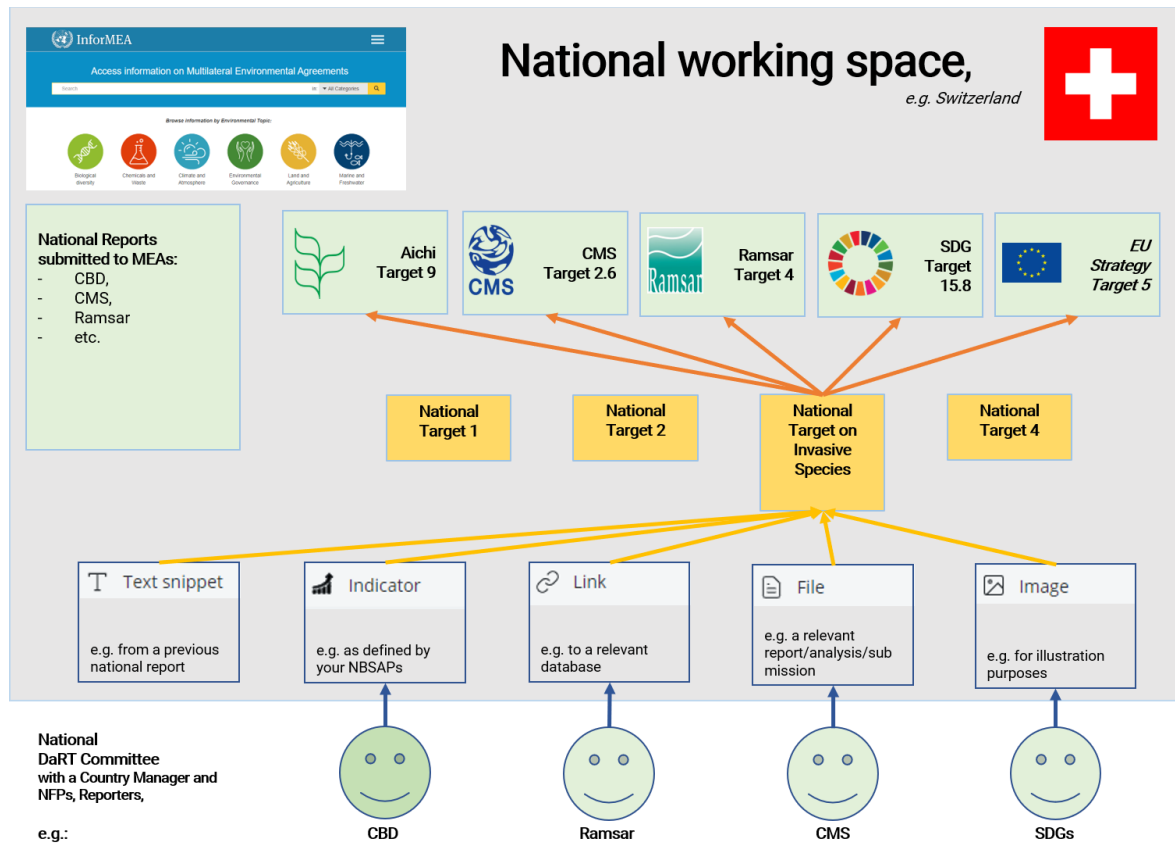 InforMEA
Access information on Multilateral Environmental Agreements
Search
All Categories
Browse Information by Environmental Topic:
Biological
diversity
Chemicals and
Waste
Climate and
Atmosphere
Environmental
Governance
Land and
Agriculture
Marine and
Freshwater
National working space,
e.g. Switzerland
National Reports
submitted to MEAs:
- CBD,
- CMS,
- Ramsar
- etc.
Aichi
Target 9
CMS
CMS
Target 2.6
Ramsar
Ramsar
Target 4
SDG
Target
15.8
EU
Strategy
Target 5
National
Target 1
National
Target 2
National
Target on
Invasive
Species
National
Target 4
Text snippet
e.g. from a previous
national report
Indicator
e.g. as defined by
your NBSAPs
Link
e.g. to a relevant
database
File
e.g. a relevant
report/analysis/sub
mission
Image
e.g. for illustration
purposes
National
DaRT Committee
with a Country Manager and
NFPs, Reporters,
e.g.:
CBD
Ramsar
CMS
SDGs